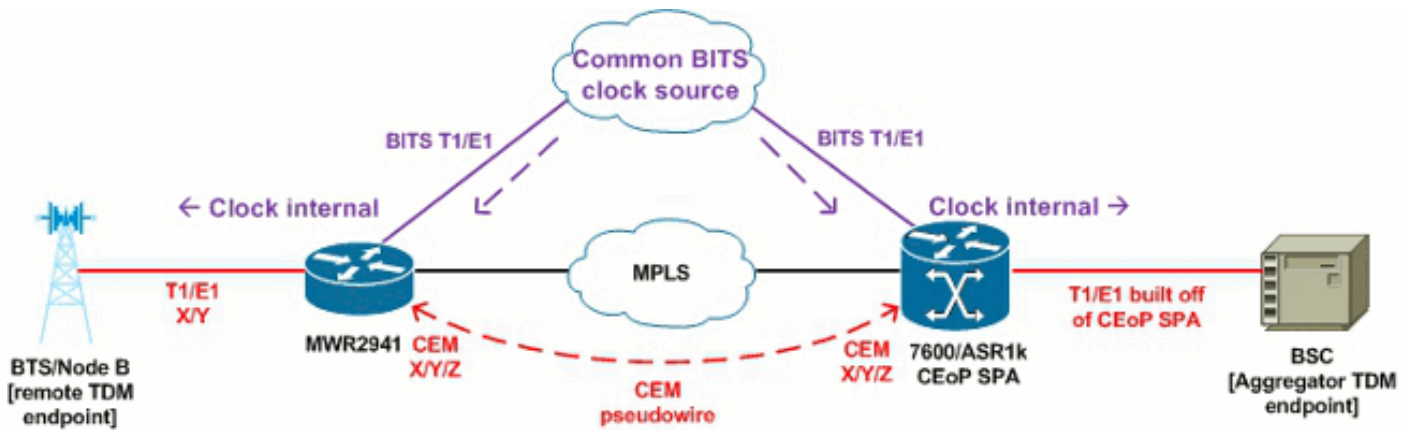 Common BITS
clock source
BITS T1/E1
BITS T1/E1
← Clock internal
Clock internal →
MPLS
T1/E1
X/Y
T1/E1 built off
of CEoP SPA
MWR2941
CEM
X/Y/Z
CEM
X/Y/Z
7600/ASR1k
CEoP SPA
BTS/Node B
[remote TDM
endpoint]
CEM
pseudowire
BSC
[Aggregator TDM
endpoint]